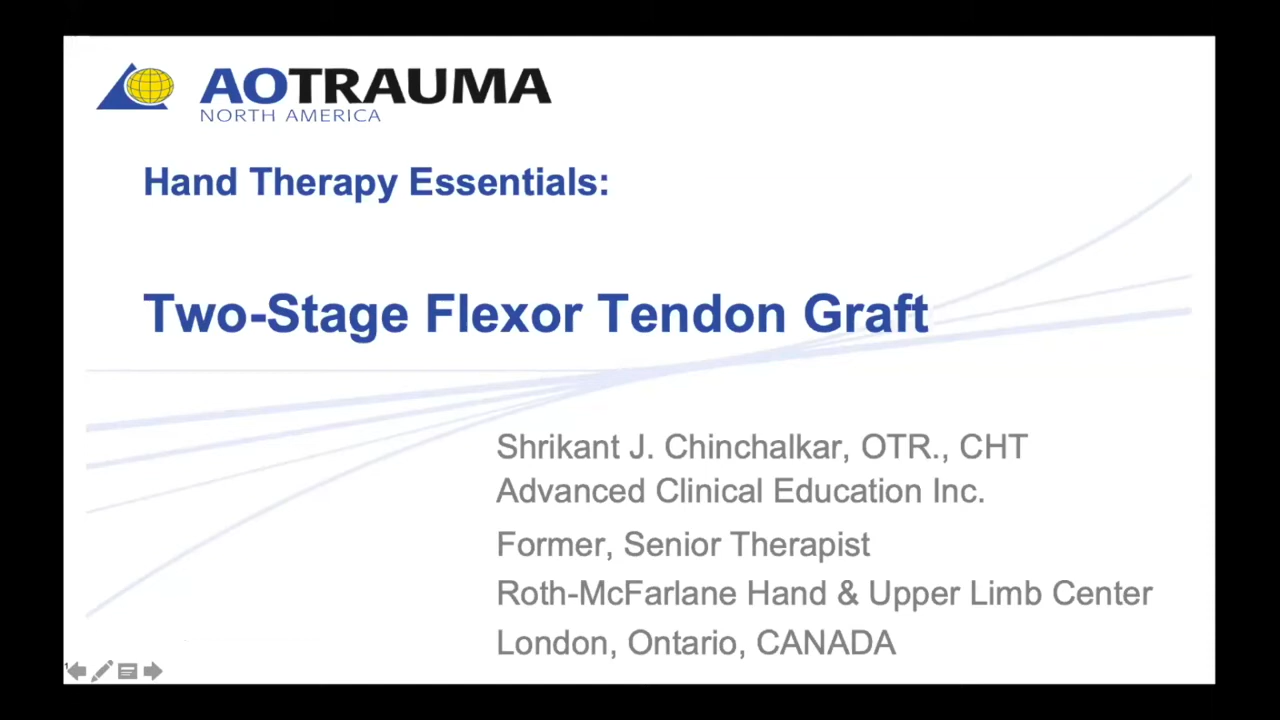 AOTRAUMA
NORTH AMERICA
Hand Therapy Essentials:
Two-Stage Flexor Tendon Graft
Shrikant J. Chinchalkar, OTR., CHT
Advanced Clinical Education Inc.
Former, Senior Therapist
Roth-McFarlane Hand & Upper Limb Center
London, Ontario, CANADA
1